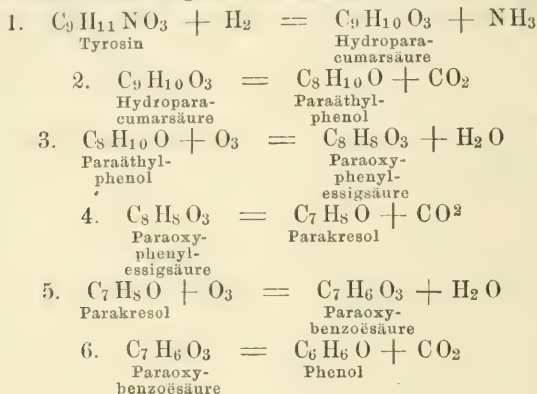 1. C₉ H₁₁ NO₃ + H₂ = C₉ H₁₀ O₃ + NH₃
Tyrosin Hydropara-
cumarsäure
2. C₉ H₁₀ O₃ = C₈ H₁₀ O + CO₂
Hydropara-
cumarsäure Paraäthyl-
phenol
3. C₈ H₁₀ O + O₃ = C₈ H₈ O₃ + H₂ O
Paraäthyl-
phenol Paraoxy-
phenyl-
essigsäure
4. C₈ H₈ O₃ = C₇ H₈ O + CO²
Paraoxy-
phenyl-
essigsäure Parakresol
5. C₇ H₈ O + O₃ = C₇ H₆ O₃ + H₂ O
Parakresol Paraoxy-
benzoësäure
6. C₇ H₆ O₃ = C₆ H₆ O + CO₂
Paraoxy-
benzoësäure Phenol